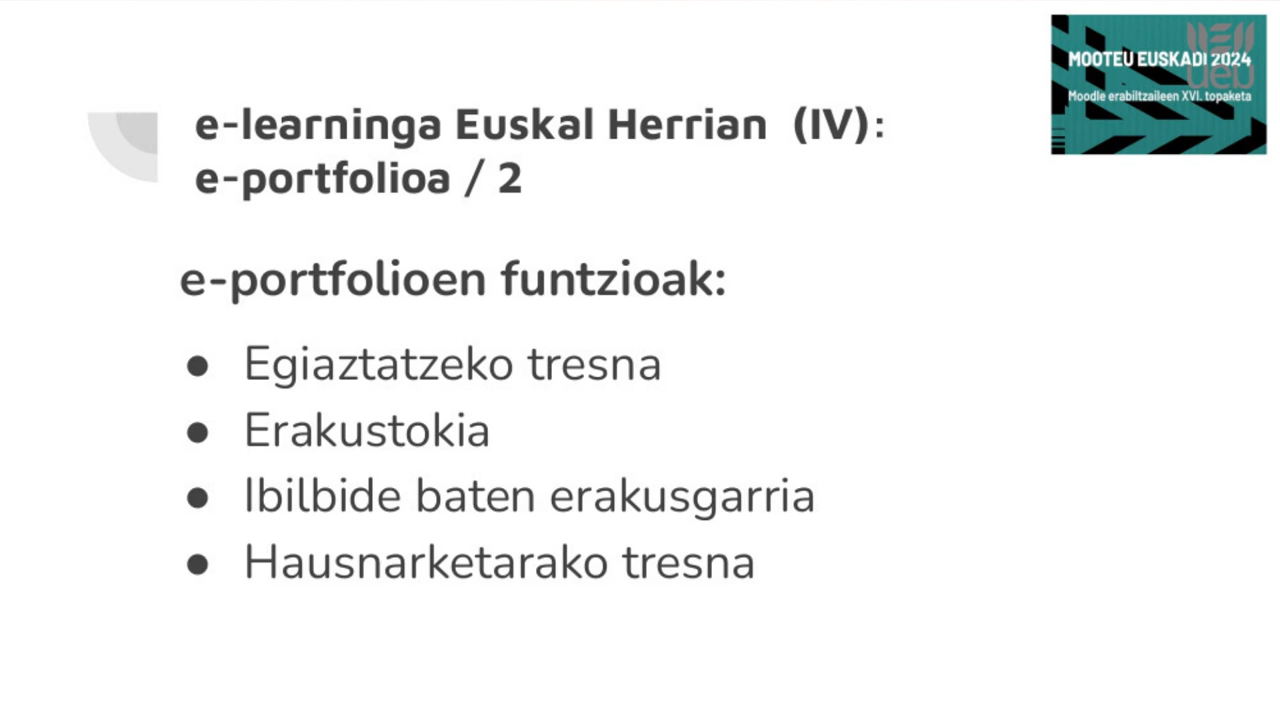 MOOTEU EUSKADI 2024
Moodle erabiltzaileen XVI. topaketa
ueu
e-learninga Euskal Herrian (IV):
e-portfolioa / 2
e-portfolioen funtzioak:
● Egiaztatzeko tresna
● Erakustokia
● Ibilbide baten erakusgarria
● Hausnarketarako tresna